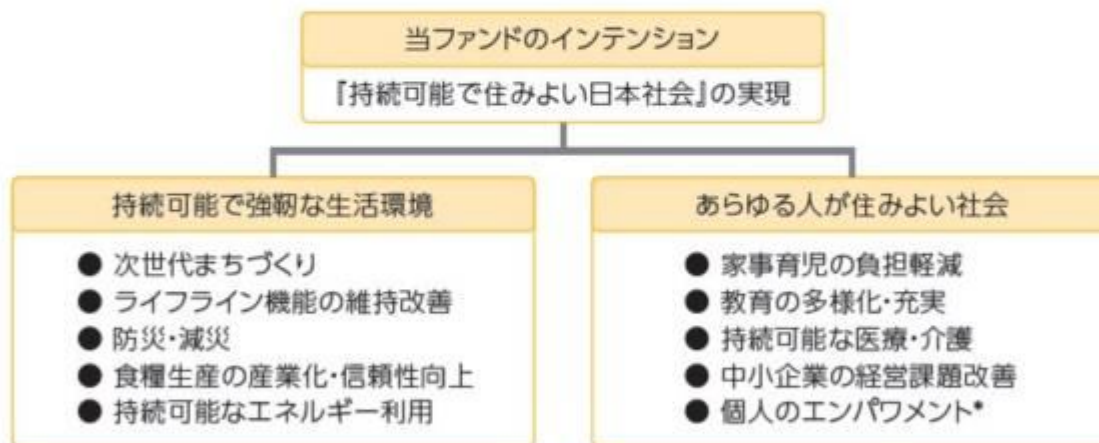 当ファンドのインテンション
『持続可能で住みよい日本社会』の実現
持続可能で強靭な生活環境
● 次世代まちづくり
● ライフライン機能の維持改善
● 防災・減災
● 食糧生産の産業化・信頼性向上
● 持続可能なエネルギー利用
あらゆる人が住みよい社会
● 家事育児の負担軽減
● 教育の多様化・充実
● 持続可能な医療・介護
● 中小企業の経営課題改善
● 個人のエンパワメント*